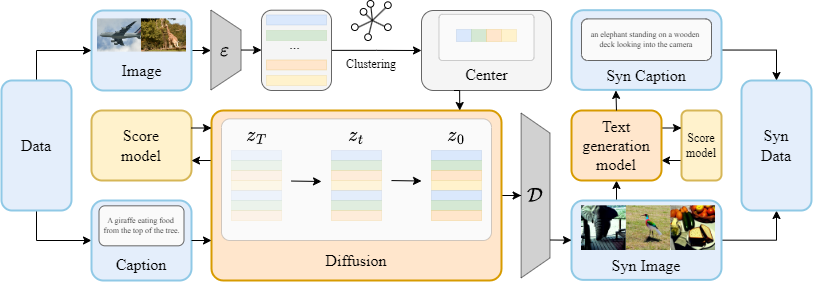 Data
Image
ε
...
Clustering
Center
Score
model
A giraffe eating food
from the top of the tree.
Caption
z_T
z_t
z_0
Diffusion
D
an elephant standing on a wooden
deck looking into the camera
Syn Caption
Text
generation
model
Score
model
Syn Image
Syn
Data